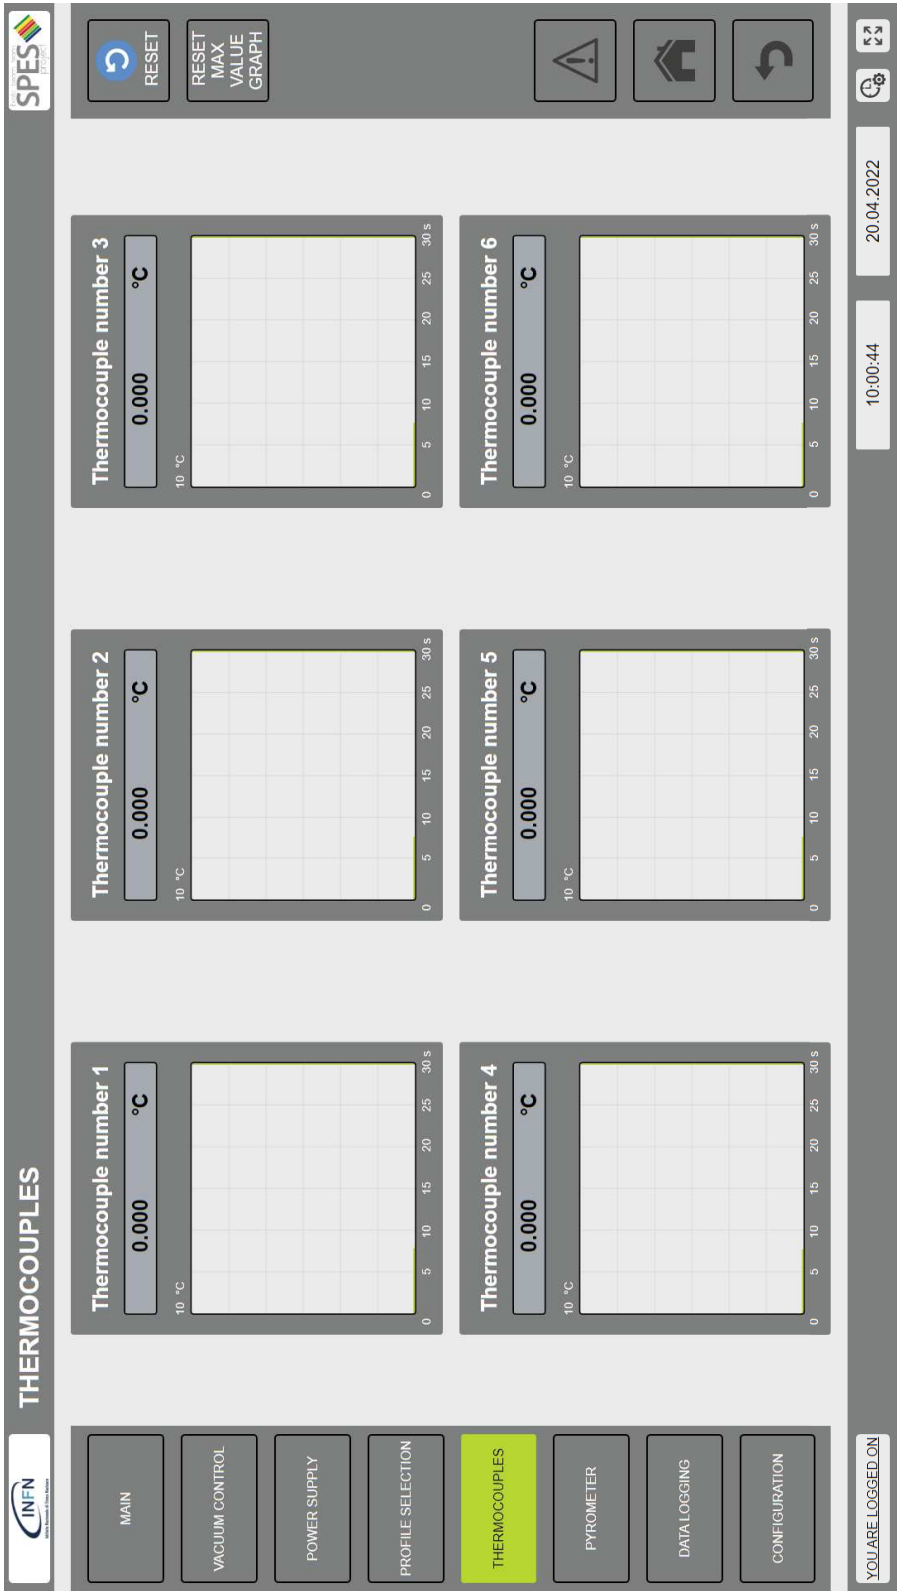 INFN
THERMOCOUPLES
SPES
project
MAIN
VACUUM CONTROL
POWER SUPPLY
PROFILE SELECTION
THERMOCOUPLES
PYROMETER
DATA LOGGING
CONFIGURATION
Thermocouple number 1
0.000 °C
10 °C
0 5 10 15 20 25 30 s
Thermocouple number 2
0.000 °C
10 °C
0 5 10 15 20 25 30 s
Thermocouple number 3
0.000 °C
10 °C
0 5 10 15 20 25 30 s
Thermocouple number 4
0.000 °C
10 °C
0 5 10 15 20 25 30 s
Thermocouple number 5
0.000 °C
10 °C
0 5 10 15 20 25 30 s
Thermocouple number 6
0.000 °C
10 °C
0 5 10 15 20 25 30 s
RESET
RESET
MAX
VALUE
GRAPH
YOU ARE LOGGED ON
10:00:44
20.04.2022